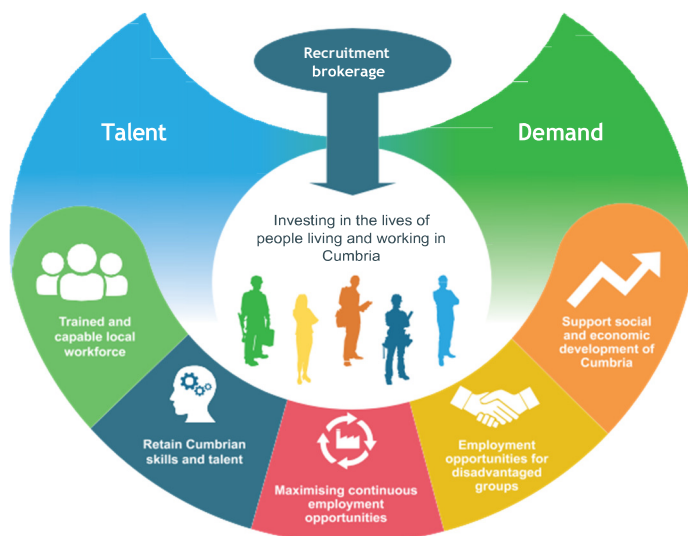 Recruitment
brokerage
Talent
Demand
Investing in the lives of
people living and working in
Cumbria
Trained and
capable local
workforce
Retain Cumbrian
skills and talent
Maximising continuous
employment
opportunities
Employment
opportunities for
disadvantaged
groups
Support social
and economic
development of
Cumbria